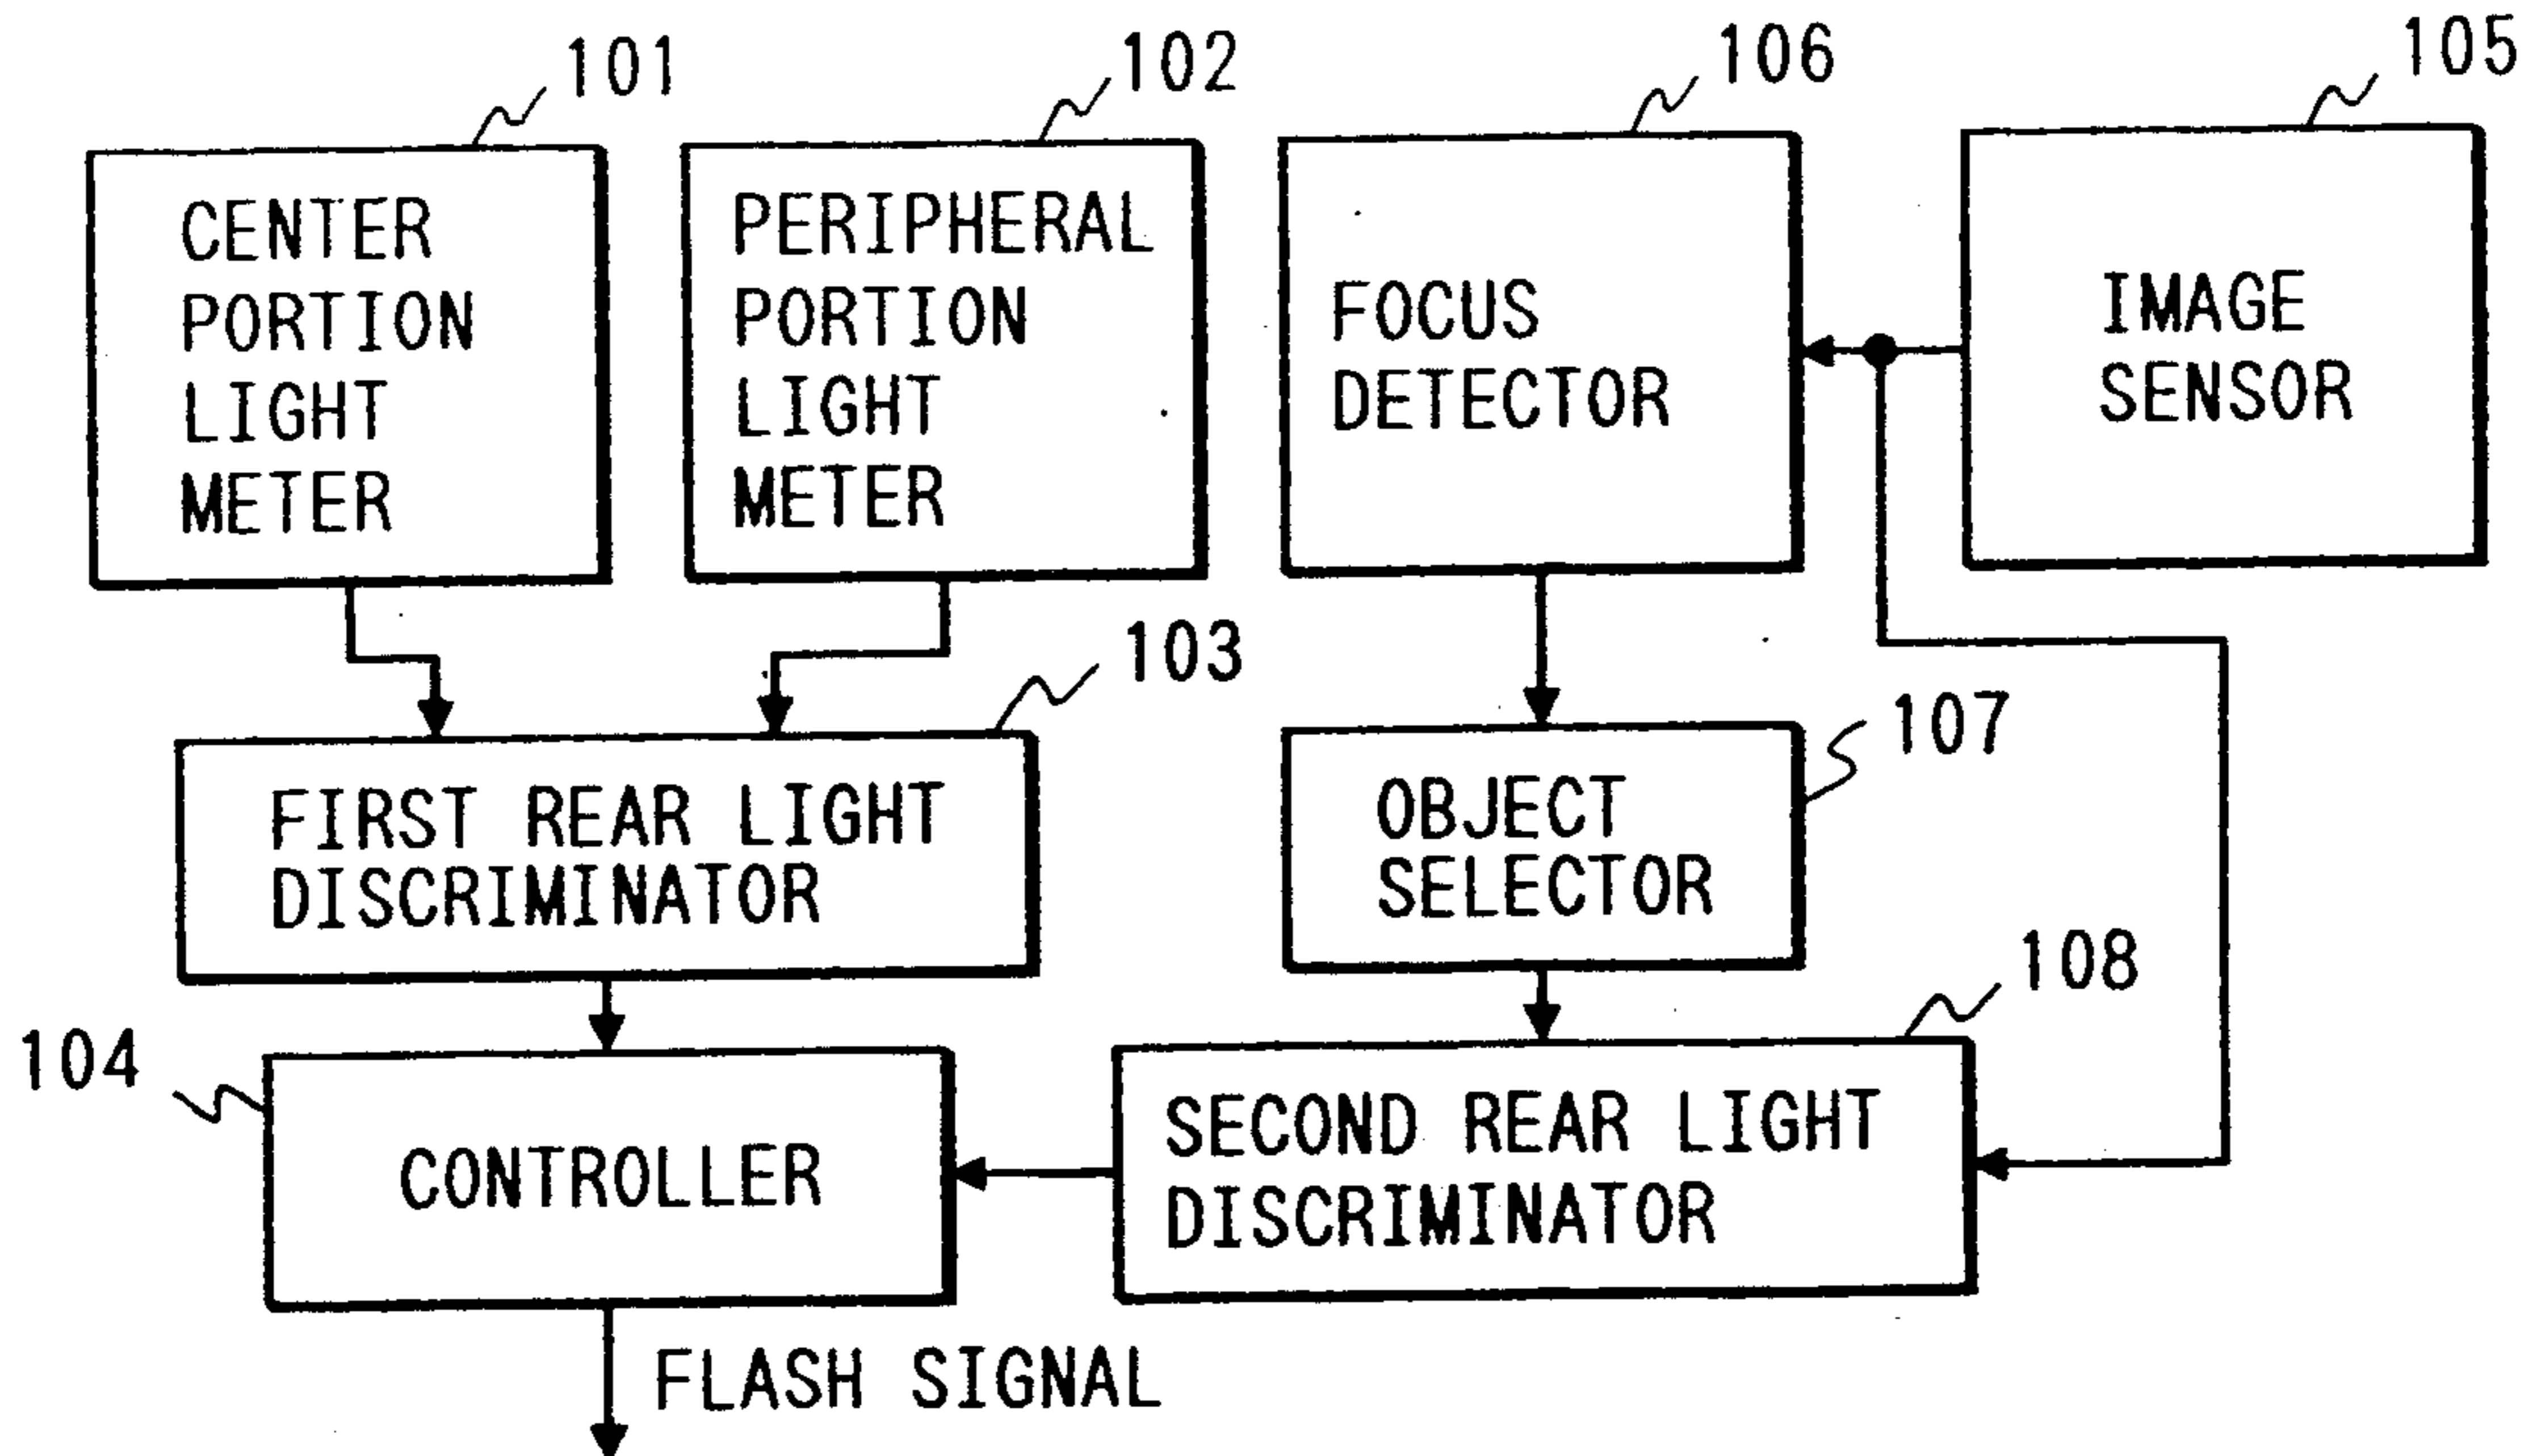 101
102
106
105
CENTER
PORTION
LIGHT
METER
PERIPHERAL
PORTION
LIGHT
METER
FOCUS
DETECTOR
IMAGE
SENSOR
103
107
FIRST REAR LIGHT
DISCRIMINATOR
OBJECT
SELECTOR
104
108
CONTROLLER
SECOND REAR LIGHT
DISCRIMINATOR
FLASH SIGNAL